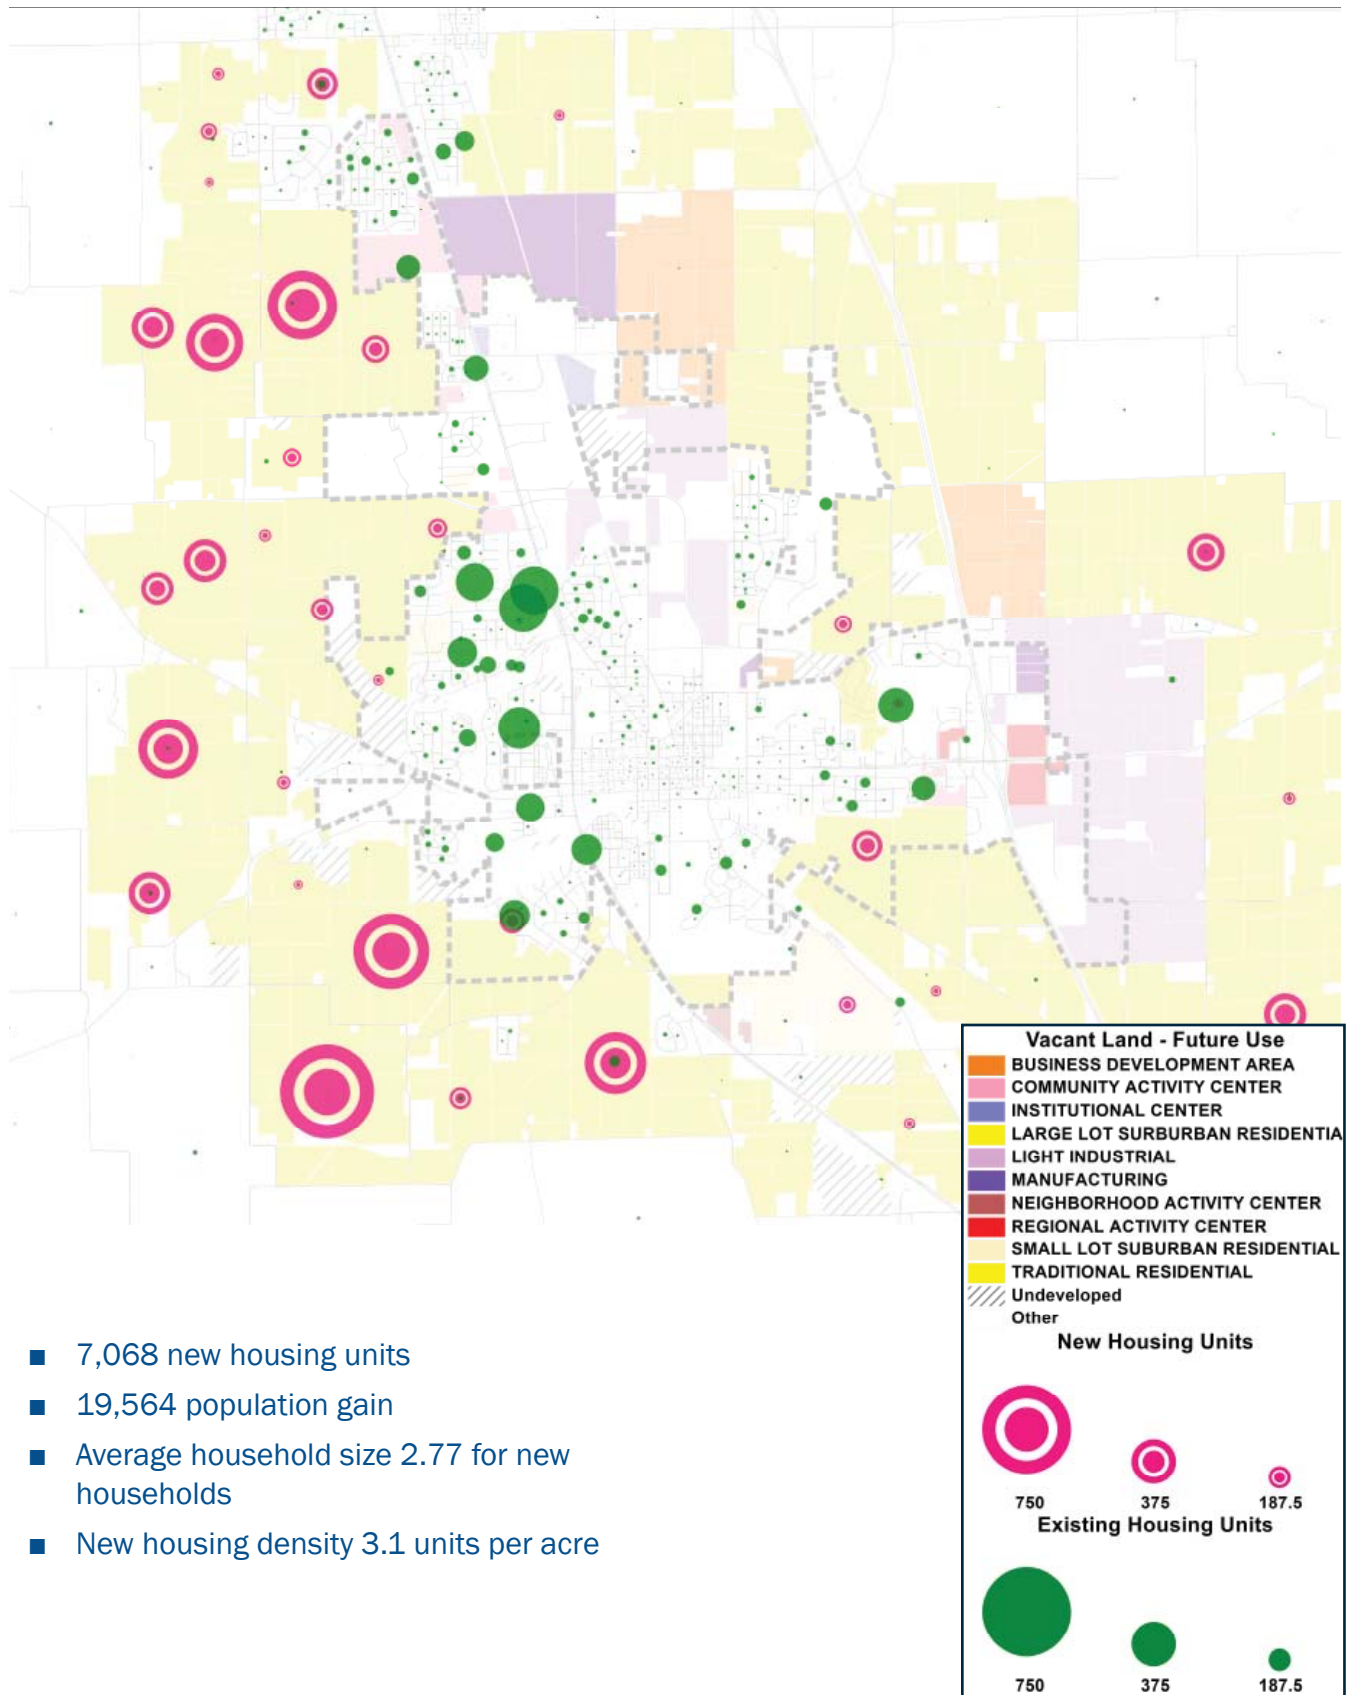 Vacant Land - Future Use
BUSINESS DEVELOPMENT AREA
COMMUNITY ACTIVITY CENTER
INSTITUTIONAL CENTER
LARGE LOT SURBURBAN RESIDENTIA
LIGHT INDUSTRIAL
MANUFACTURING
NEIGHBORHOOD ACTIVITY CENTER
REGIONAL ACTIVITY CENTER
SMALL LOT SUBURBAN RESIDENTIAL
TRADITIONAL RESIDENTIAL
Undeveloped
Other
New Housing Units
750 375 187.5
Existing Housing Units
750 375 187.5
■ 7,068 new housing units
■ 19,564 population gain
■ Average household size 2.77 for new
households
■ New housing density 3.1 units per acre